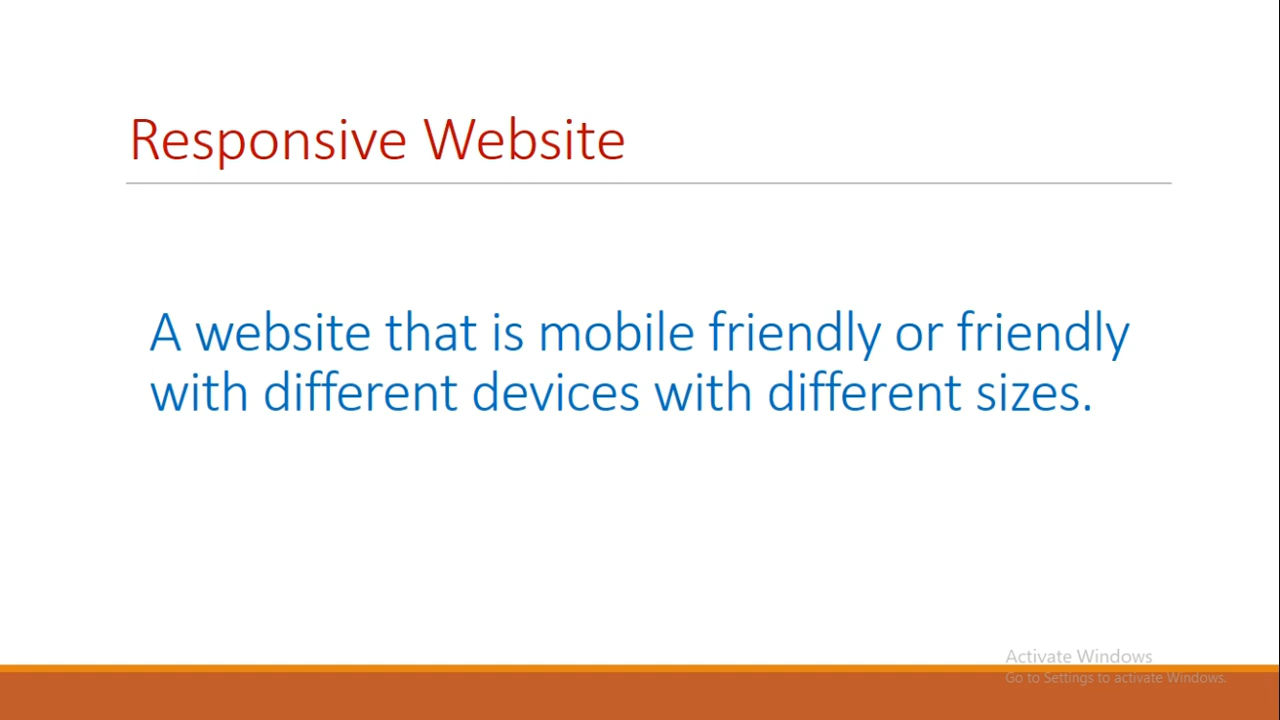 Responsive Website
A website that is mobile friendly or friendly
with different devices with different sizes.
Activate Windows
Go to Settings to activate Windows.